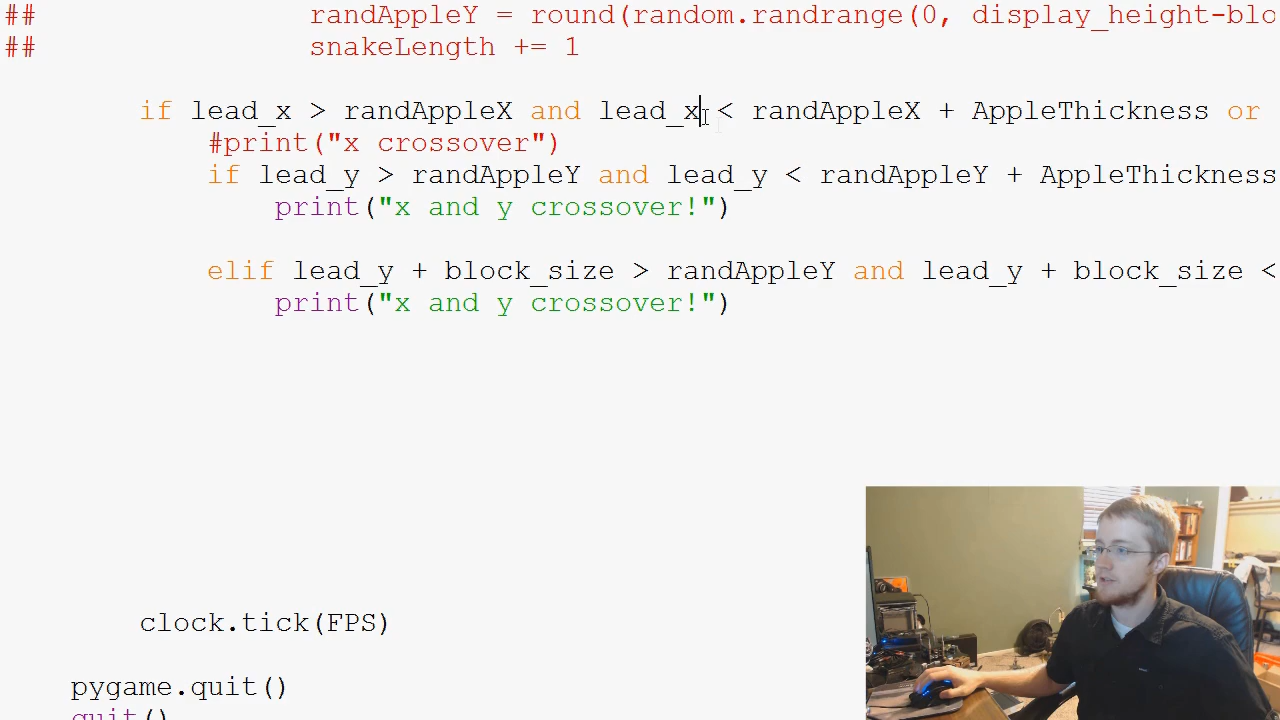 ##                randAppleY = round(random.randrange(0, display_height-blo
##                snakeLength += 1
if lead_x > randAppleX and lead_x < randAppleX + AppleThickness or
#print("x crossover")
if lead_y > randAppleY and lead_y < randAppleY + AppleThickness
print("x and y crossover!")
elif lead_y + block_size > randAppleY and lead_y + block_size <
print("x and y crossover!")
clock.tick(FPS)
pygame.quit()
quit()